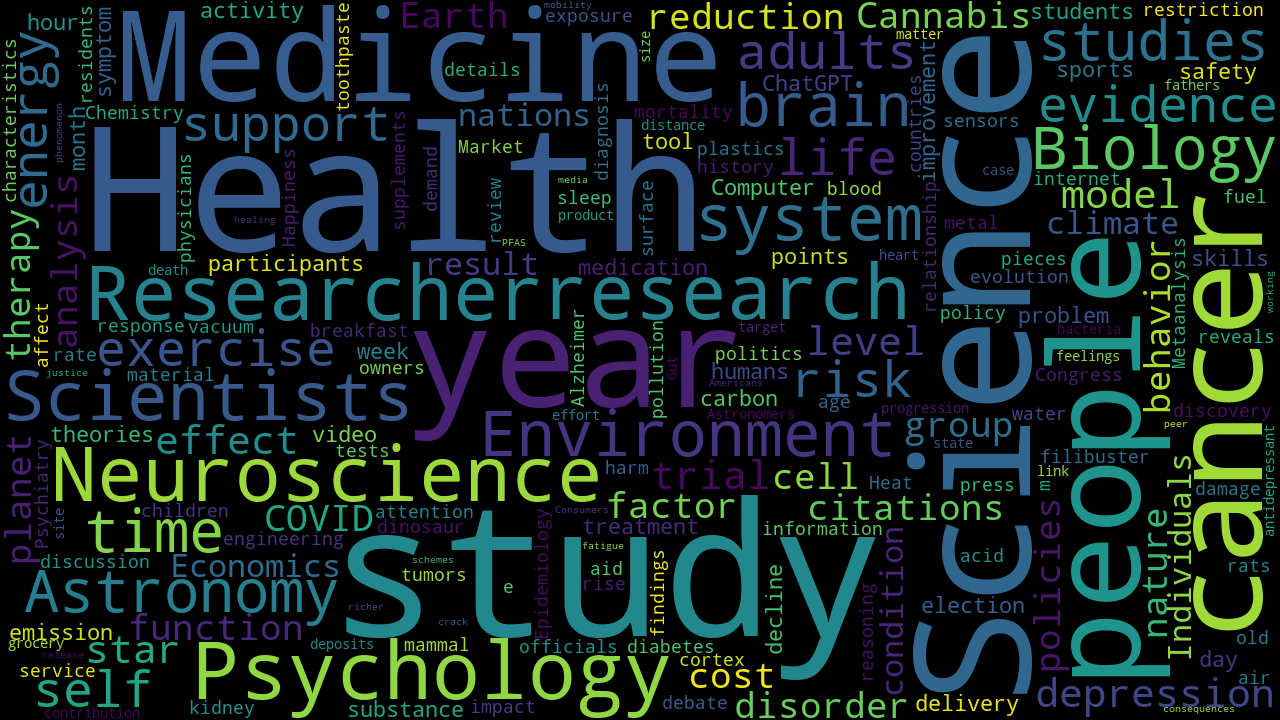 hour
activity
Medicine
Earth
mobility
exposure
reduction
Cannabis
students
restriction
characteristics
energy
residents
symptom
toothpaste
details
size
adults
matter
studies
sports
safety
fathers
phenomenon
month
Chemistry
support
nations
diagnosis
mortality
distance
ChatGPT
brain
countries
improvement
sensors
evidence
physicians
Health
Happiness
supplements
demand
Market
review
media
sleep
product
PFAS
surface
tool
plastics
history
life
Computer
blood
system
relationship
case
Science
Biology
internet
model
fuel
healing
therapy
analysis
death
participants
result
medication
points
heart
metal
climate
pieces
evolution
skills
Metaanalysis
behavior
Researcher
research
year
policy
problem
working
affect
response
vacuum
breakfast
Alzheimer
pollution
target
level
bacteria
reveals
feelings
people
cancer
rate
exercise
week
owners
politics
humans
Gut
risk
justice
material
Americans
carbon
age
progression
Congress
Scientists
effort
Astronomers
group
water
discovery
peer
theories
effect
video
tests
Environment
state
filibuster
planet
Psychiatry
Neuroscience
harm
trial
cell
Heat
press
link
m
Individuals
damage
antidepressant
site
children
time
COVID
attention
dinosaur
Consumers
factor
citations
engineering
treatment
information
discussion
Economics
study
fatigue
schemes
tumors
aid
rise
e
Epidemiology
findings
decline
reasoning
condition
acid
policies
nature
rats
Astronomy
richer
crack
election
emission
function
grocery
release
star
deposits
mammal
officials
diabetes
cortex
old
day
service
self
Psychology
cost
air
kidney
substance
impact
debate
disorder
delivery
depression
contribution
consequences